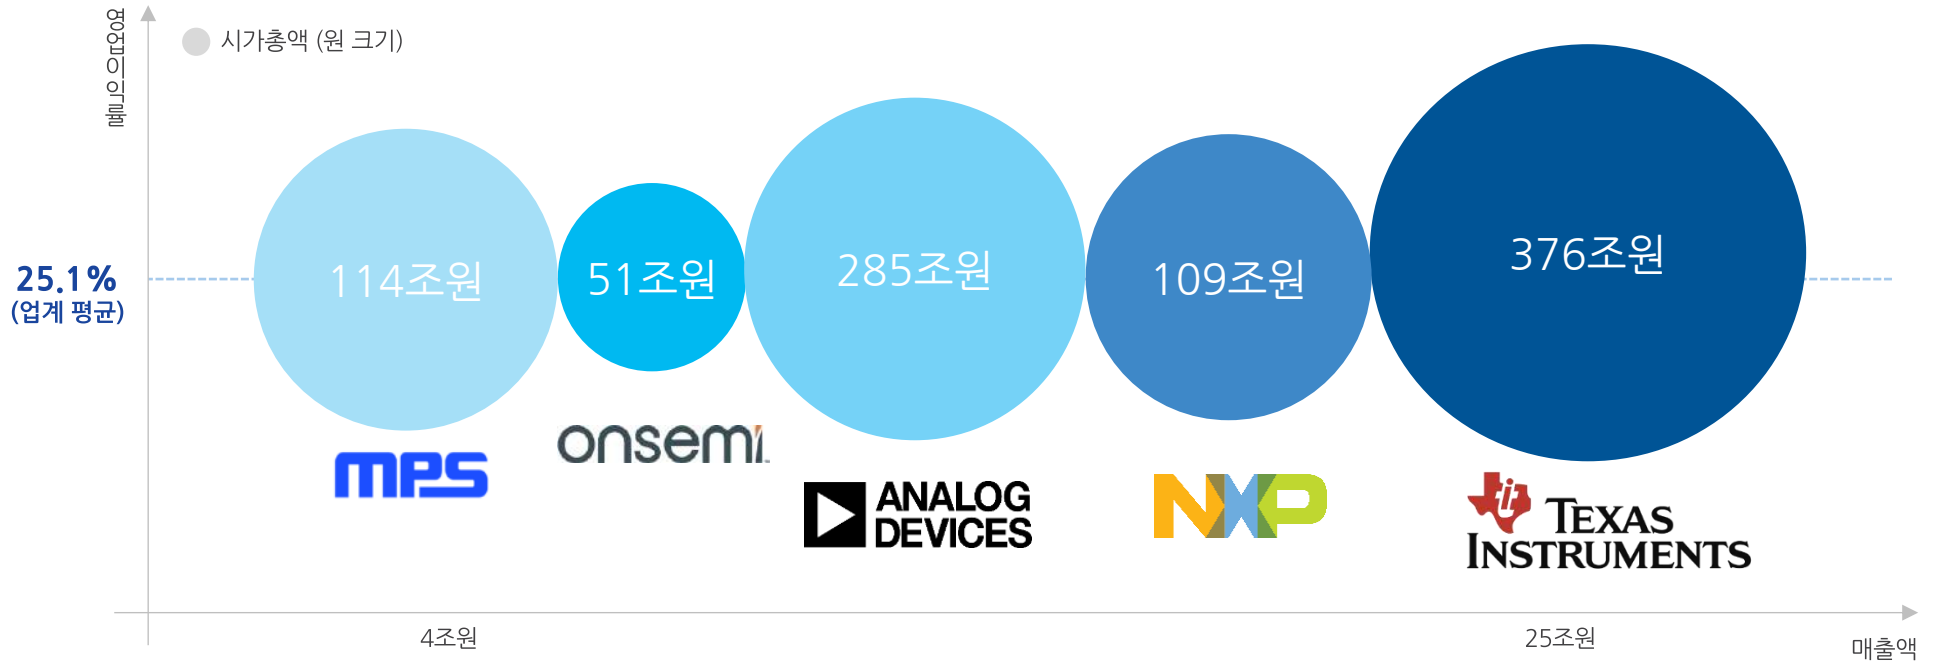 영업이익률
시가총액 (원 크기)
114조원
51조원
285조원
109조원
376조원
25.1%
(업계 평균)
MPS
onsemi
ANALOG
DEVICES
NXP
TEXAS
INSTRUMENTS
4조원
25조원
매출액